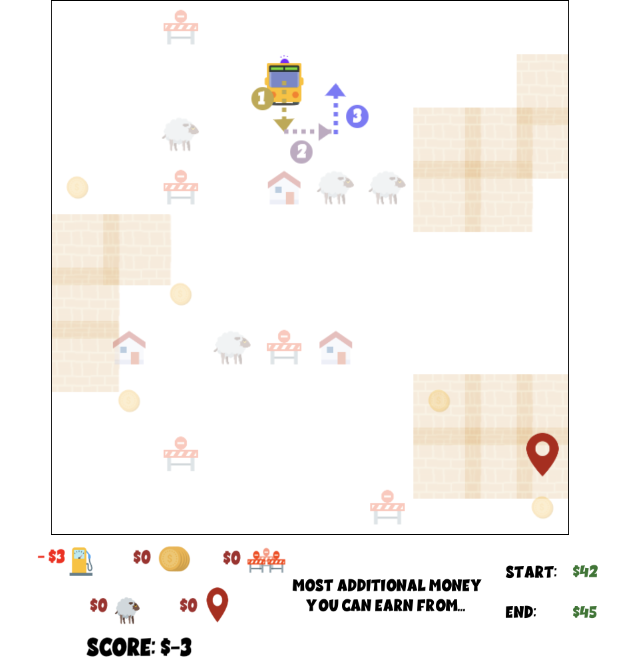 1
3
2
- $3
$0
$0
MOST ADDITIONAL MONEY
YOU CAN EARN FROM...
START: $42
END: $45
$0
$0
SCORE: $-3